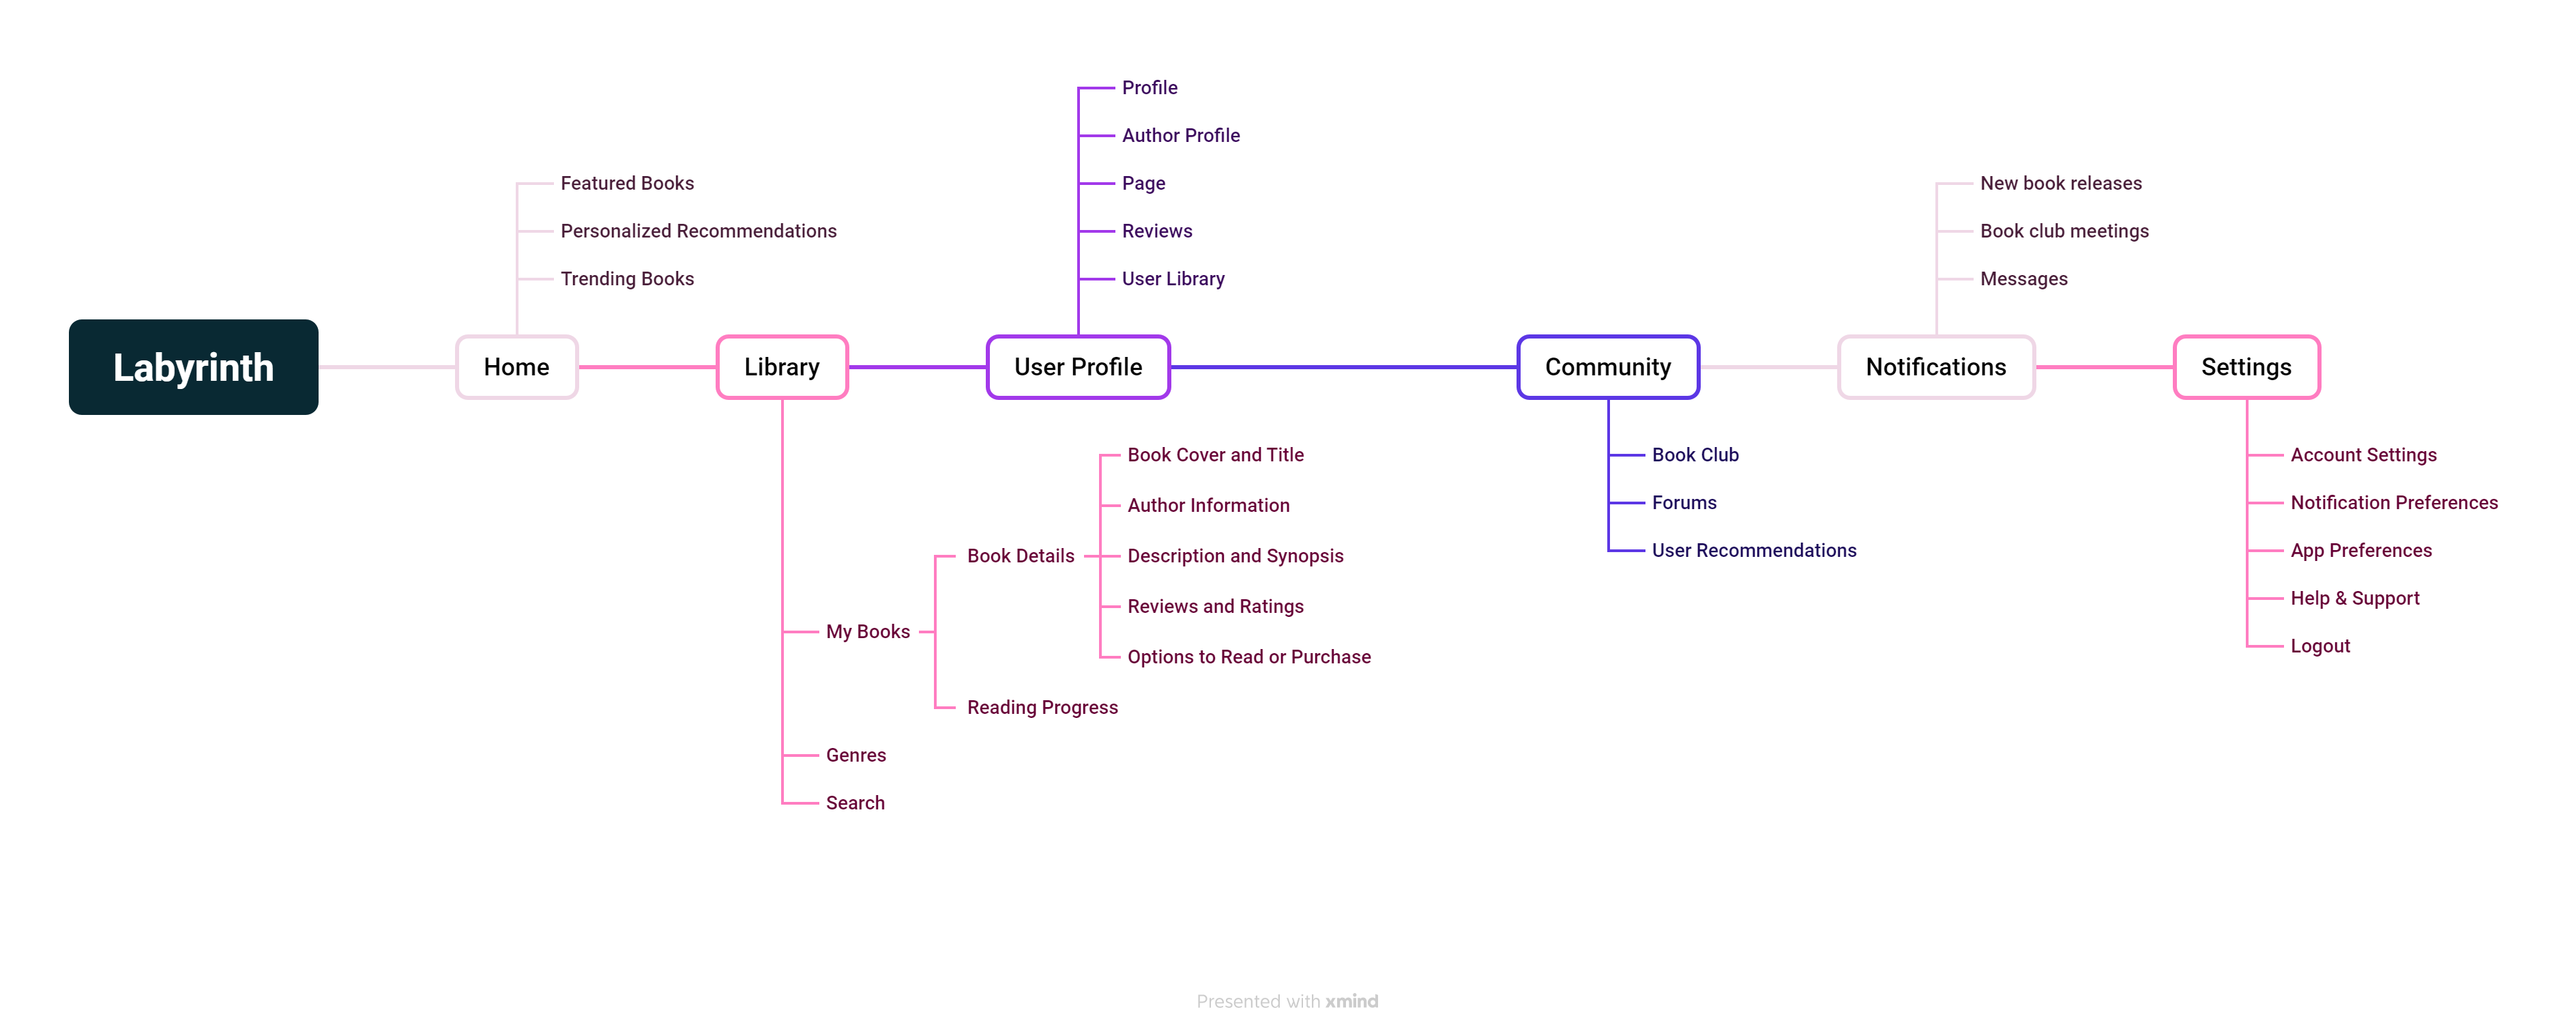 Labyrinth
Home
Featured Books
Personalized Recommendations
Trending Books
Library
My Books
Book Details
Book Cover and Title
Author Information
Description and Synopsis
Reviews and Ratings
Options to Read or Purchase
Reading Progress
Genres
Search
User Profile
Profile
Author Profile
Page
Reviews
User Library
Community
Book Club
Forums
User Recommendations
Notifications
New book releases
Book club meetings
Messages
Settings
Account Settings
Notification Preferences
App Preferences
Help & Support
Logout
Presented with xmind